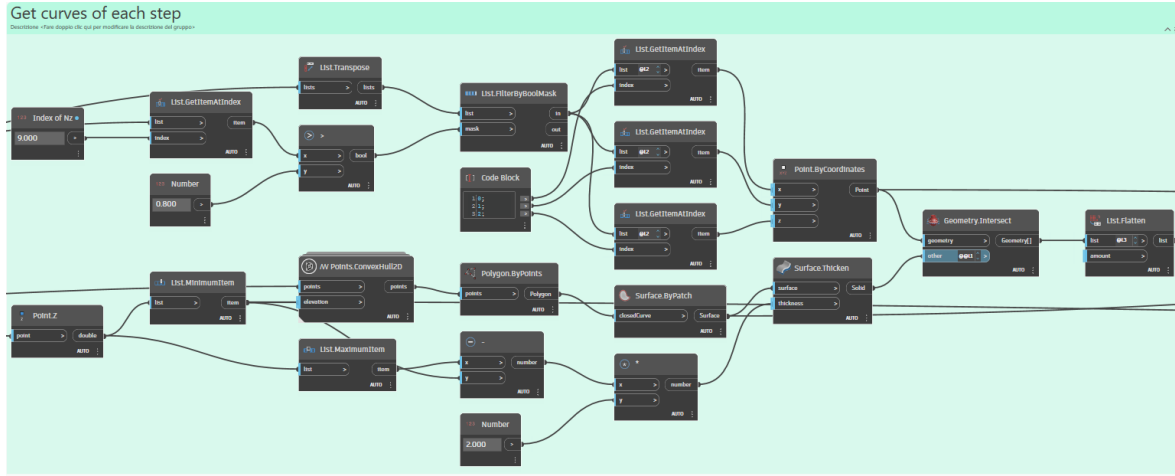 Get curves of each step
Descrizione <Fare doppio clic qui per modificare la descrizione del gruppo>
Index of Nz
9.000 >
List.GetItemAtIndex
list > item
index >
AUTO
Number
0.800 >
List.Transpose
lists > lists
AUTO
>
x > bool
y >
AUTO
List.FilterByBoolMask
list > in
mask > out
AUTO
Code Block
1 0;
2 1;
3 2;
List.GetItemAtIndex
list @L2 > item
index >
AUTO
List.GetItemAtIndex
list @L2 > item
index >
AUTO
List.GetItemAtIndex
list @L2 > item
index >
AUTO
Point.ByCoordinates
x > Point
y >
z >
AUTO
Geometry.Intersect
geometry > Geometry[]
other @@L1 >
AUTO
List.Flatten
list @L3 > list
amount >
AUTO
Point.Z
point > double
AUTO
List.MinimumItem
list > item
AUTO
/W Points.ConvexHull2D
points > points
elevation >
AUTO
List.MaximumItem
list > item
AUTO
Polygon.ByPoints
points > Polygon
AUTO
-
x > number
y >
AUTO
Number
2.000 >
Surface.ByPatch
closedCurve > Surface
AUTO
*
x > number
y >
AUTO
Surface.Thicken
surface > Solid
thickness >
AUTO